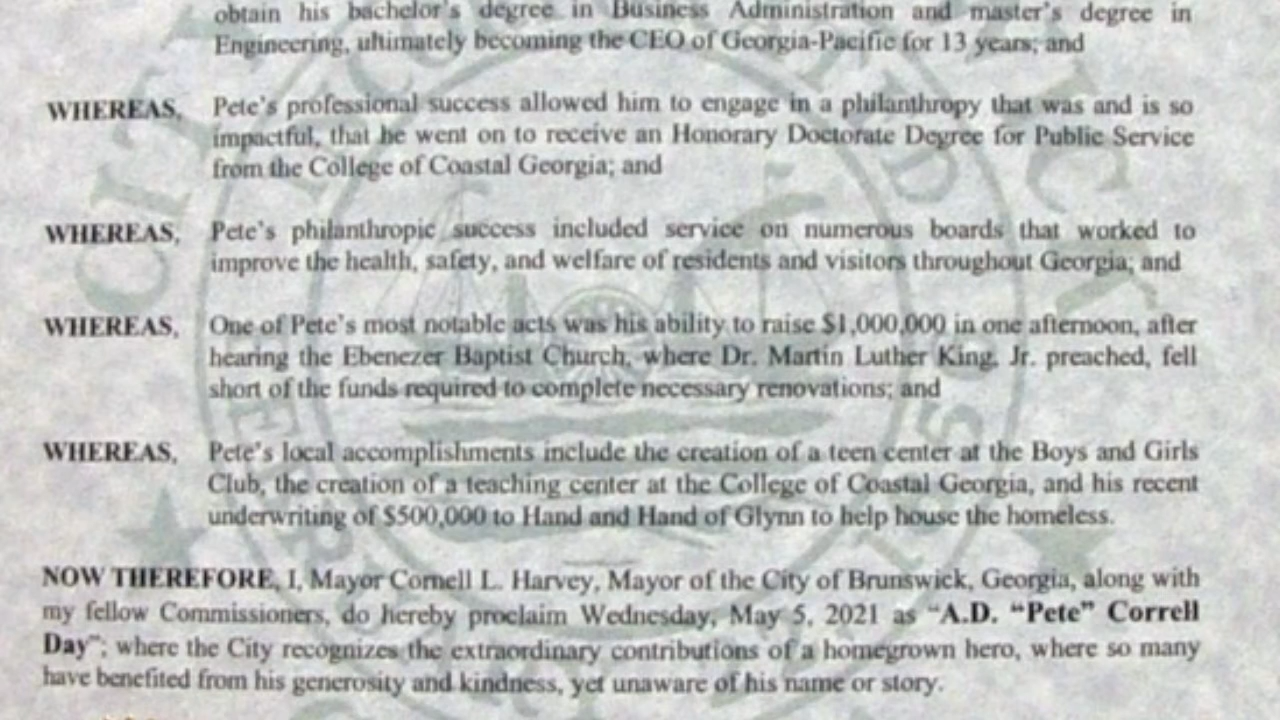 obtain his bachelor's degree in Business Administration and master's degree in
Engineering, ultimately becoming the CEO of Georgia-Pacific for 13 years; and
WHEREAS, Pete's professional success allowed him to engage in a philanthropy that was and is so
impactful, that he went on to receive an Honorary Doctorate Degree for Public Service
from the College of Coastal Georgia; and
WHEREAS, Pete's philanthropic success included service on numerous boards that worked to
improve the health, safety, and welfare of residents and visitors throughout Georgia; and
WHEREAS, One of Pete's most notable acts was his ability to raise $1,000,000 in one afternoon, after
hearing the Ebenezer Baptist Church, where Dr. Martin Luther King, Jr. preached, fell
short of the funds required to complete necessary renovations; and
WHEREAS, Pete's local accomplishments include the creation of a teen center at the Boys and Girls
Club, the creation of a teaching center at the College of Coastal Georgia, and his recent
underwriting of $500,000 to Hand and Hand of Glynn to help house the homeless.
NOW THEREFORE, I, Mayor Cornell L. Harvey, Mayor of the City of Brunswick, Georgia, along with
my fellow Commissioners, do hereby proclaim Wednesday, May 5, 2021 as "A.D. "Pete" Correll
Day"; where the City recognizes the extraordinary contributions of a homegrown hero, where so many
have benefited from his generosity and kindness, yet unaware of his name or story.